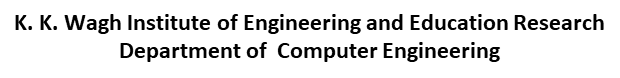 K. K. Wagh Institute of Engineering and Education Research
Department of  Computer Engineering